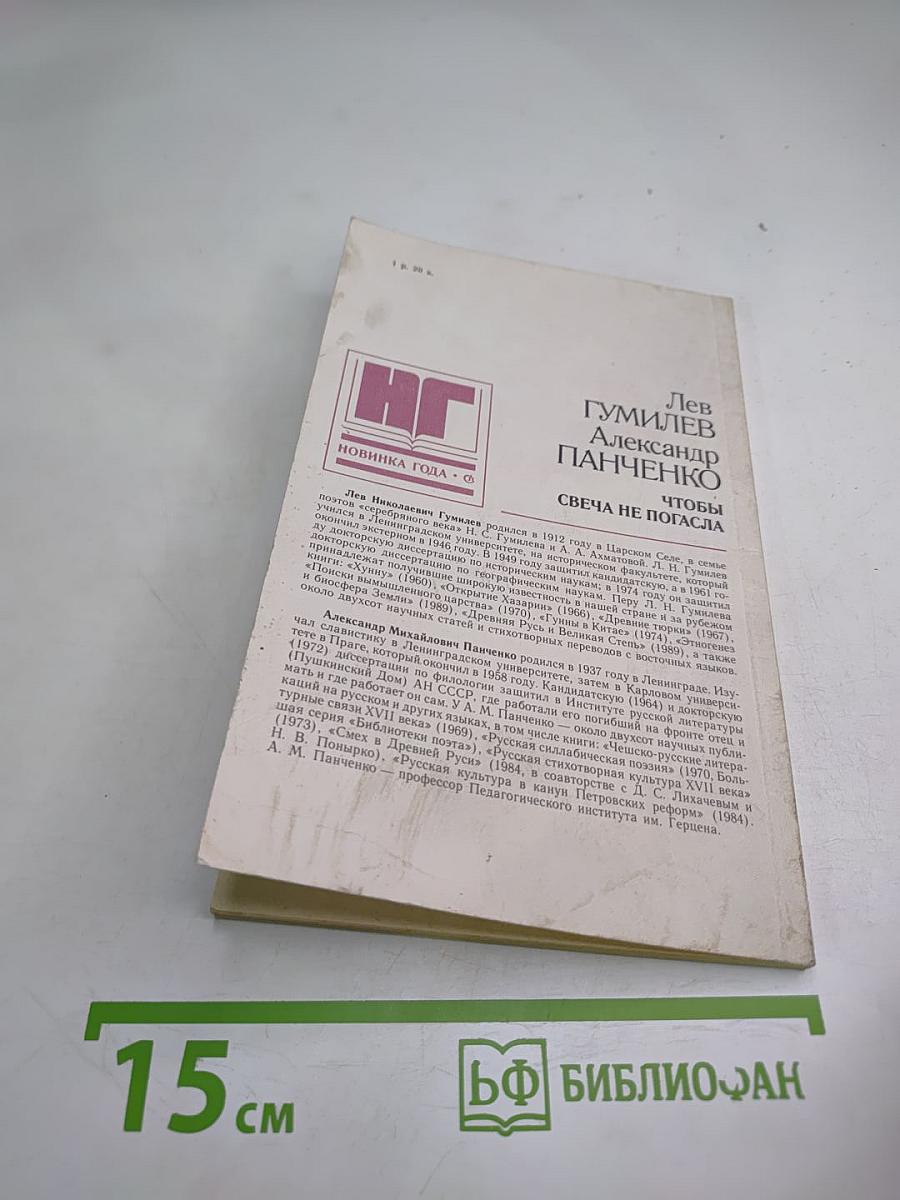 1 р. 20 к.
НГ
НОВИНКА ГОДА •
Лев
ГУМИЛЕВ
Александр
ПАНЧЕНКО
ЧТОБЫ
СВЕЧА НЕ ПОГАСЛА
Лев Николаевич Гумилев родился в 1912 году в Царском Селе, в семье
поэтов «серебряного века» Н. С. Гумилева и А. А. Ахматовой. Л. Н. Гумилев
учился в Ленинградском университете, на историческом факультете, который
окончил экстерном в 1946 году. В 1949 году защитил кандидатскую, а в 1961 го-
ду докторскую диссертацию по историческим наукам; в 1974 году он защитил
докторскую диссертацию по географическим наукам. Перу Л. Н. Гумилева
принадлежат получившие широкую известность в нашей стране и за рубежом
книги: «Хунну» (1960), «Открытие Хазарии» (1966), «Древние тюрки» (1967),
«Поиски вымышленного царства» (1970), «Гунны в Китае» (1974), «Этногенез
и биосфера Земли» (1989), «Древняя Русь и Великая Степь» (1989), а также
около двухсот научных статей и стихотворных переводов с восточных языков.
Александр Михайлович Панченко родился в 1937 году в Ленинграде. Изу-
чал славистику в Ленинградском университете, затем в Карловом универси-
тете в Праге, который окончил в 1958 году. Кандидатскую (1964) и докторскую
(1972) диссертации по филологии защитил в Институте русской литературы
(Пушкинский Дом) АН СССР, где работали его погибший на фронте отец и
мать и где работает он сам. У А. М. Панченко — около двухсот научных публи-
каций на русском и других языках, в том числе книги: «Чешско-русские литера-
турные связи XVII века» (1969), «Русская силлабическая поэзия» (1970, Боль-
шая серия «Библиотеки поэта»), «Русская стихотворная культура XVII века»
(1973), «Смех в Древней Руси» (1984, в соавторстве с Д. С. Лихачевым и
Н. В. Понырко), «Русская культура в канун Петровских реформ» (1984).
А. М. Панченко — профессор Педагогического института им. Герцена.
15 см
БФ БИБЛИОФАН